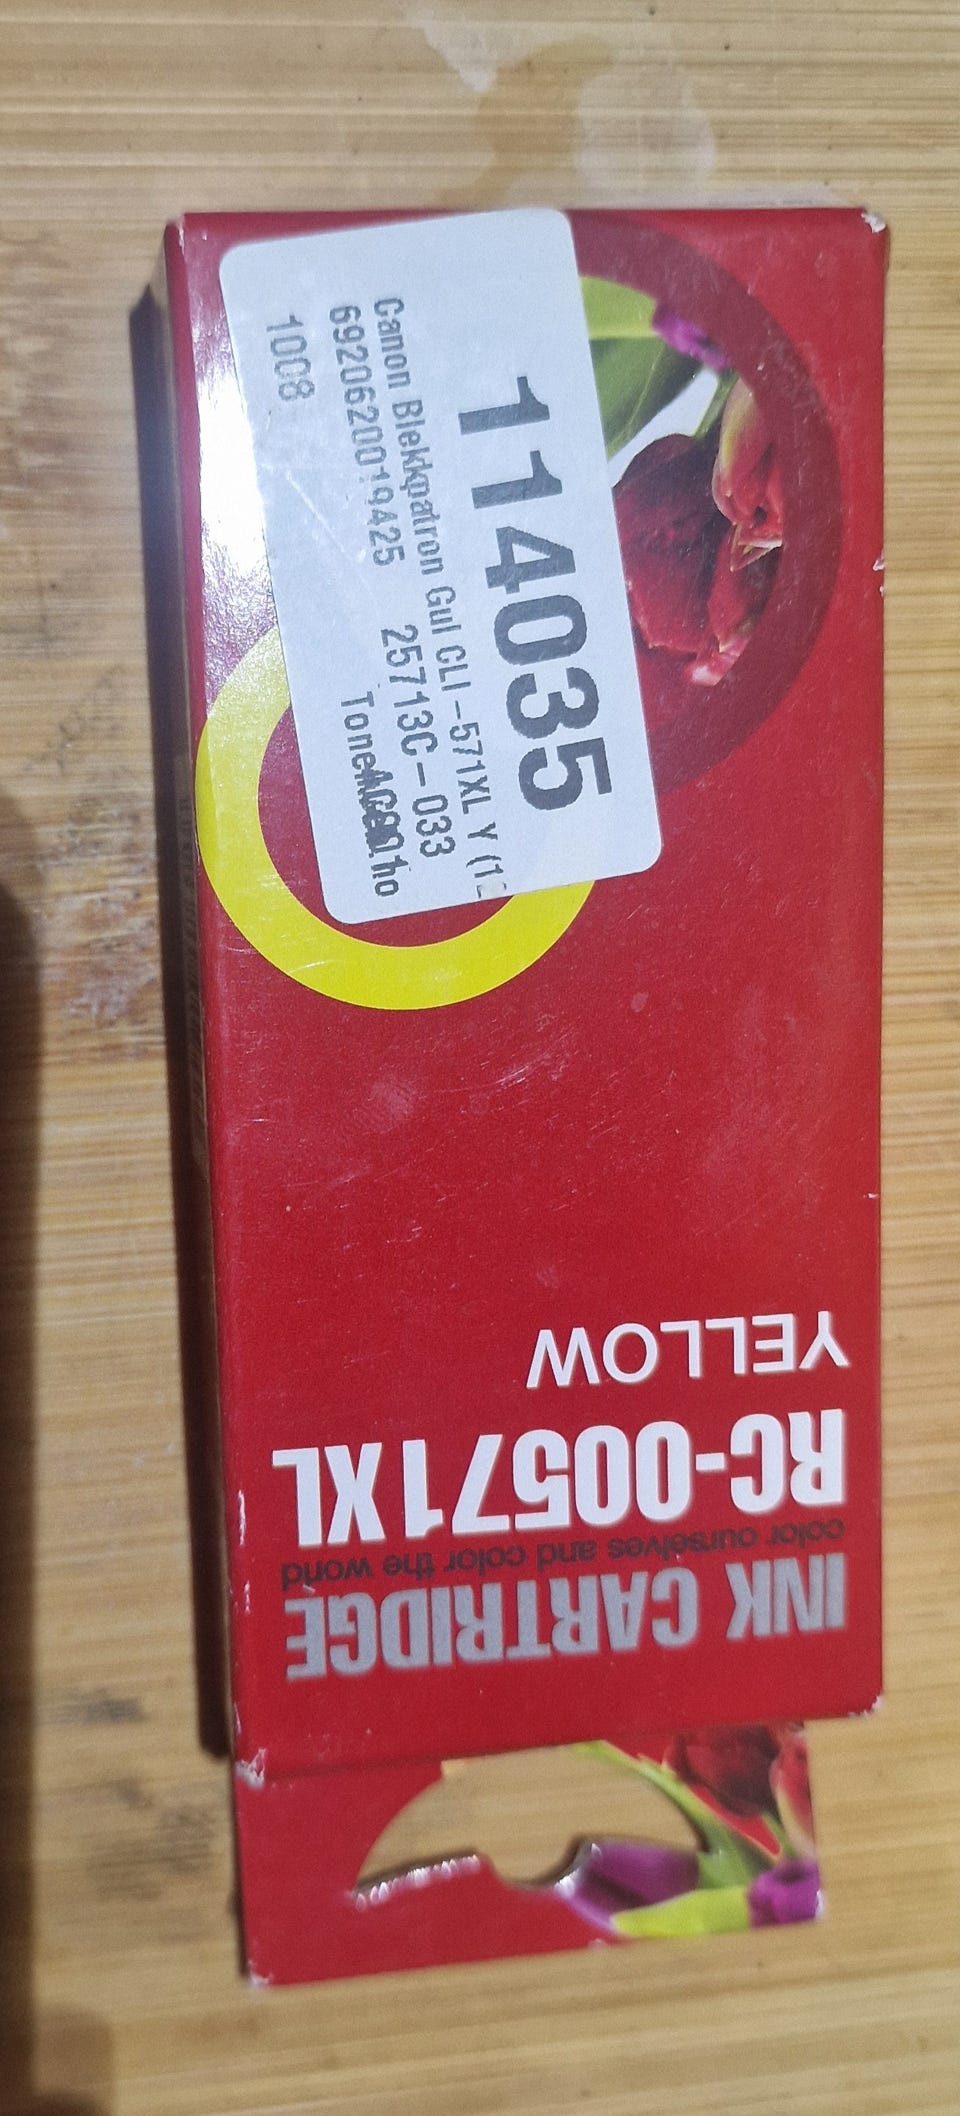 INK CARTRIDGE
color ourselves and color the world
RC-00571XL
YELLOW
114035
Canon Blekkpatron Gul CLI-571XL Y (1
6920620019425 25713C-033
1008